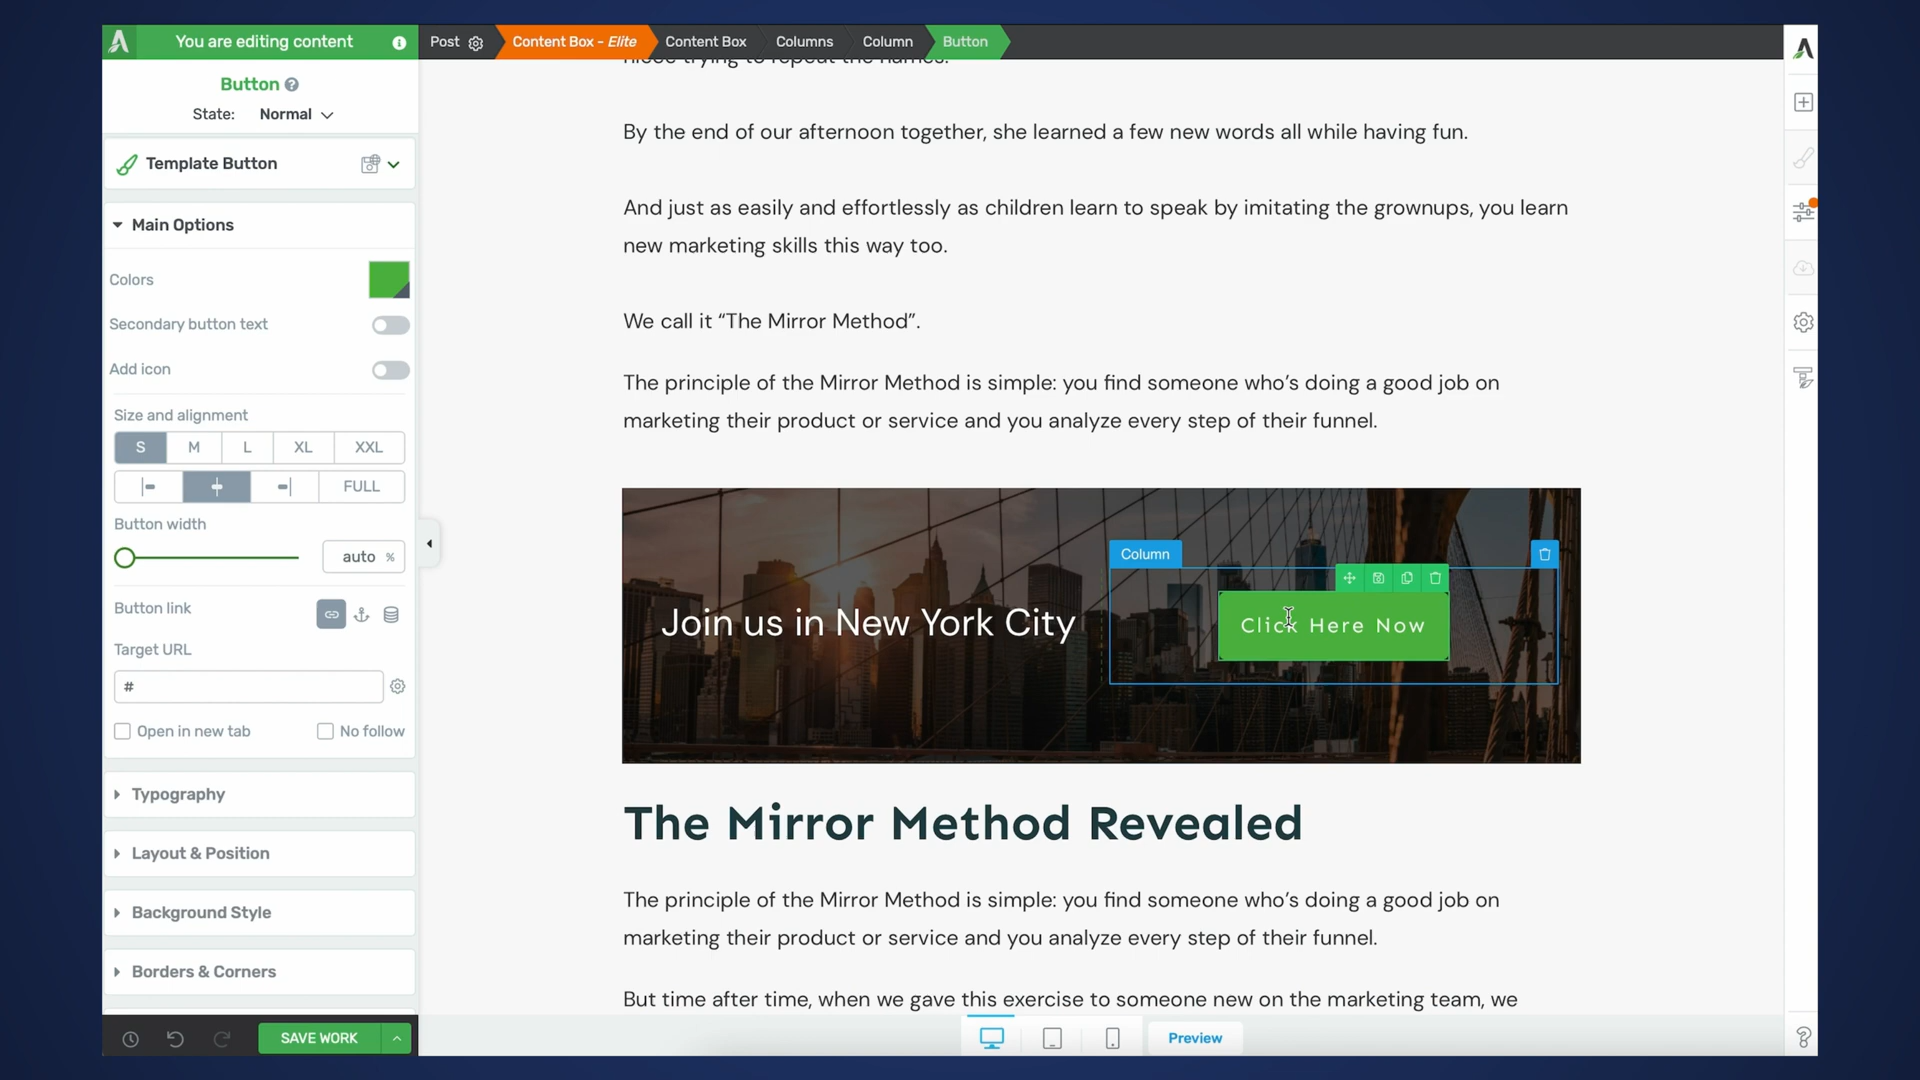 You are editing content
Post
Content Box - Elite
Content Box
Columns
Column
Button
Button
State: Normal
Template Button
Main Options
Colors
Secondary button text
Add icon
Size and alignment
S M L XL XXL
FULL
Button width
auto %
Button link
Target URL
#
Open in new tab
No follow
Typography
Layout & Position
Background Style
Borders & Corners
SAVE WORK
niece trying to repeat the names.
By the end of our afternoon together, she learned a few new words all while having fun.
And just as easily and effortlessly as children learn to speak by imitating the grownups, you learn
new marketing skills this way too.
We call it “The Mirror Method”.
The principle of the Mirror Method is simple: you find someone who’s doing a good job on
marketing their product or service and you analyze every step of their funnel.
Column
Join us in New York City
Click Here Now
The Mirror Method Revealed
The principle of the Mirror Method is simple: you find someone who’s doing a good job on
marketing their product or service and you analyze every step of their funnel.
But time after time, when we gave this exercise to someone new on the marketing team, we
Preview